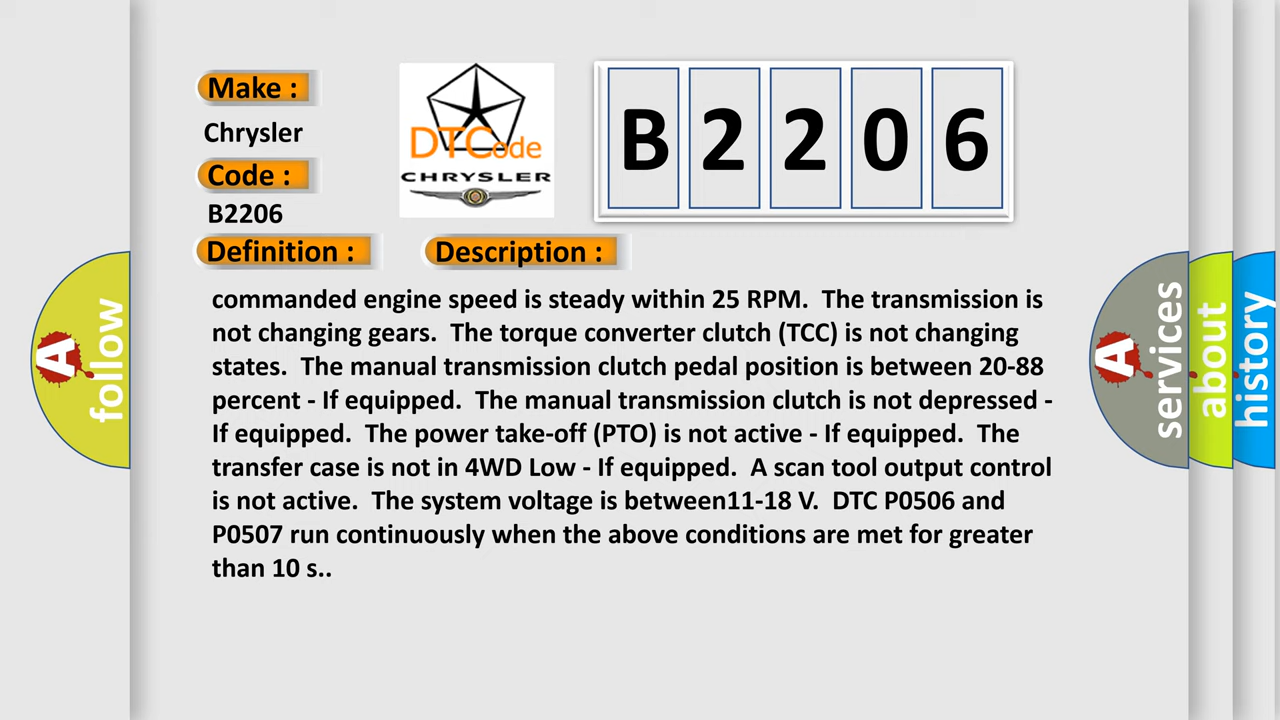 Make :
Chrysler
Code :
B2206
Definition :
Description :
DTCode
CHRYSLER
B 2 2 0 6
commanded engine speed is steady within 25 RPM. The transmission is
not changing gears. The torque converter clutch (TCC) is not changing
states. The manual transmission clutch pedal position is between 20-88
percent - If equipped. The manual transmission clutch is not depressed -
If equipped. The power take-off (PTO) is not active - If equipped. The
transfer case is not in 4WD Low - If equipped. A scan tool output control
is not active. The system voltage is between11-18 V. DTC P0506 and
P0507 run continuously when the above conditions are met for greater
than 10 s..
A follow
A services
about
history